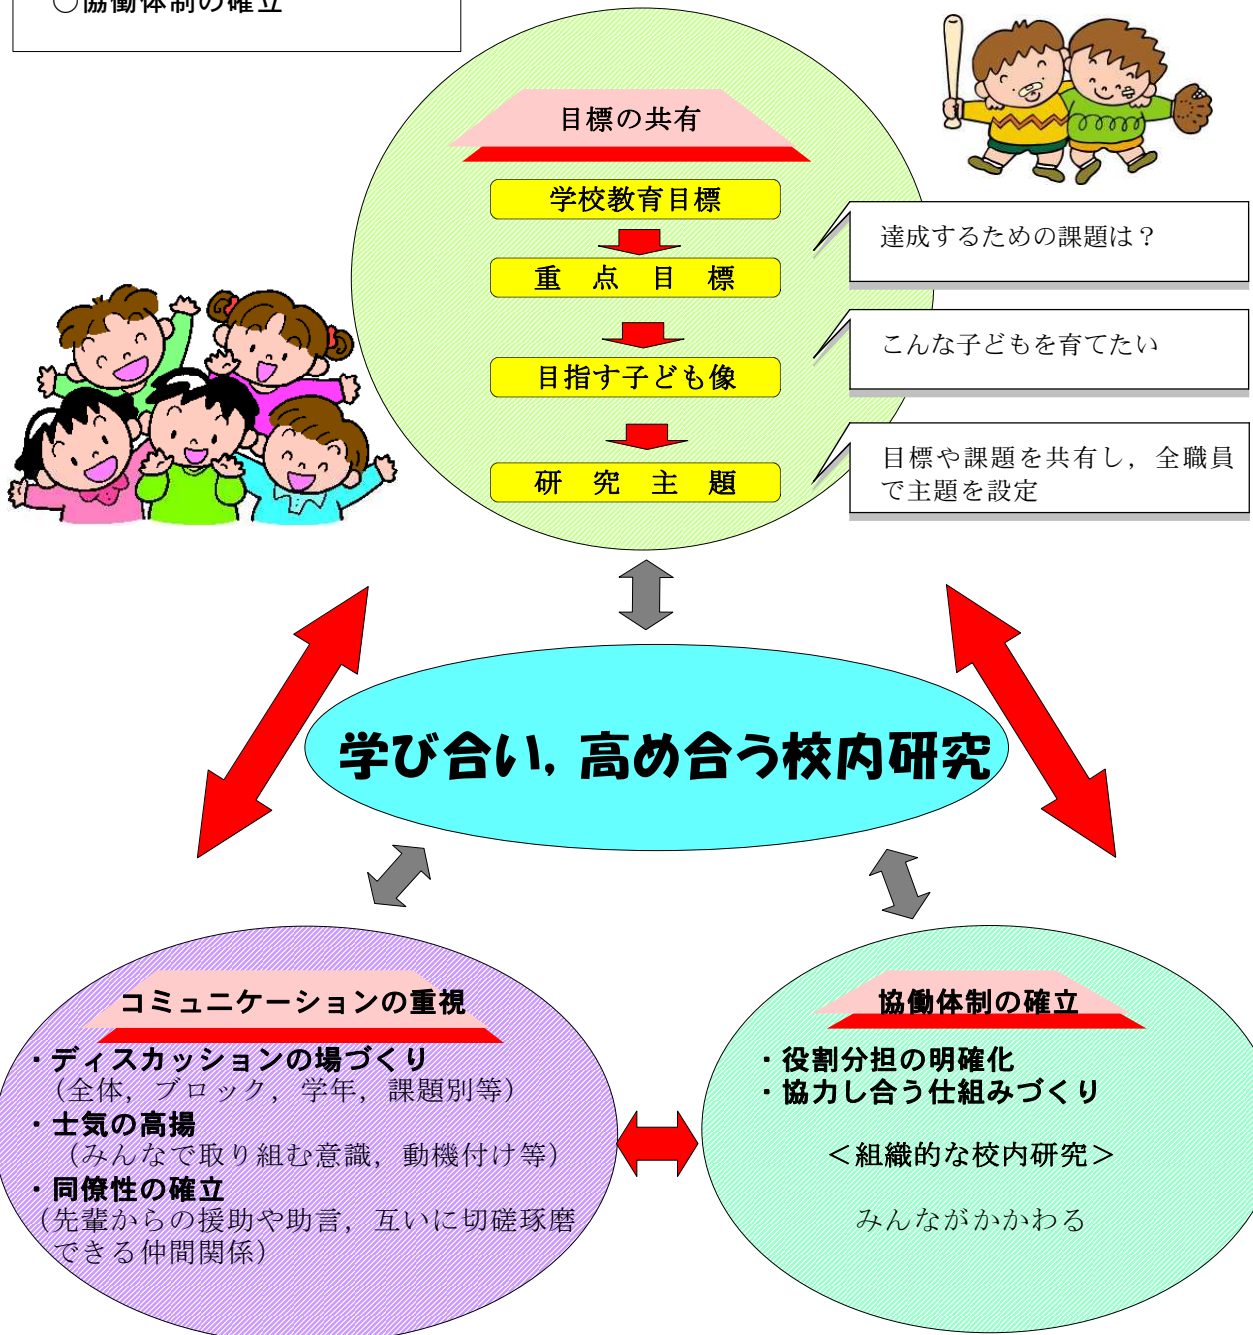 ○協働体制の確立
目標の共有
学校教育目標
重点目標
目指す子ども像
研究主題
達成するための課題は？
こんな子どもを育てたい
目標や課題を共有し，全職員
で主題を設定
学び合い，高め合う校内研究
コミュニケーションの重視
・ディスカッションの場づくり
（全体，ブロック，学年，課題別等）
・士気の高揚
（みんなで取り組む意識，動機付け等）
・同僚性の確立
（先輩からの援助や助言，互いに切磋琢磨
できる仲間関係）
協働体制の確立
・役割分担の明確化
・協力し合う仕組みづくり
＜組織的な校内研究＞
みんながかかわる